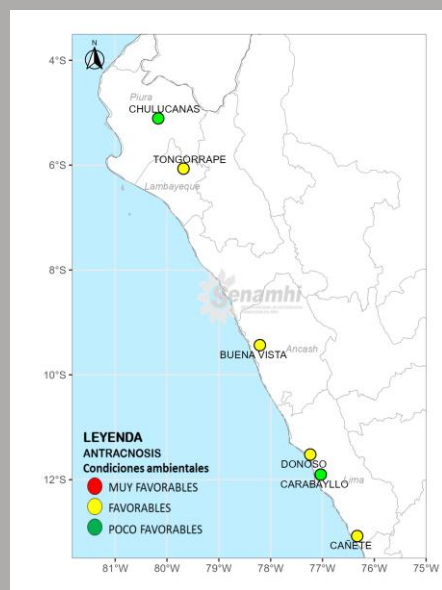 N
4°S
Piura
CHULUCANAS
6°S
TONGORRAPE
Lambayeque
8°S
Senamhi
BUENA VISTA
Ancash
10°S
LEYENDA
ANTRACNOSIS
Condiciones ambientales
MUY FAVORABLES
FAVORABLES
POCO FAVORABLES
DONOSO
12°S
CARABAYLLO
Lima
CAÑETE
81°W 80°W 79°W 78°W 77°W 76°W 75°W